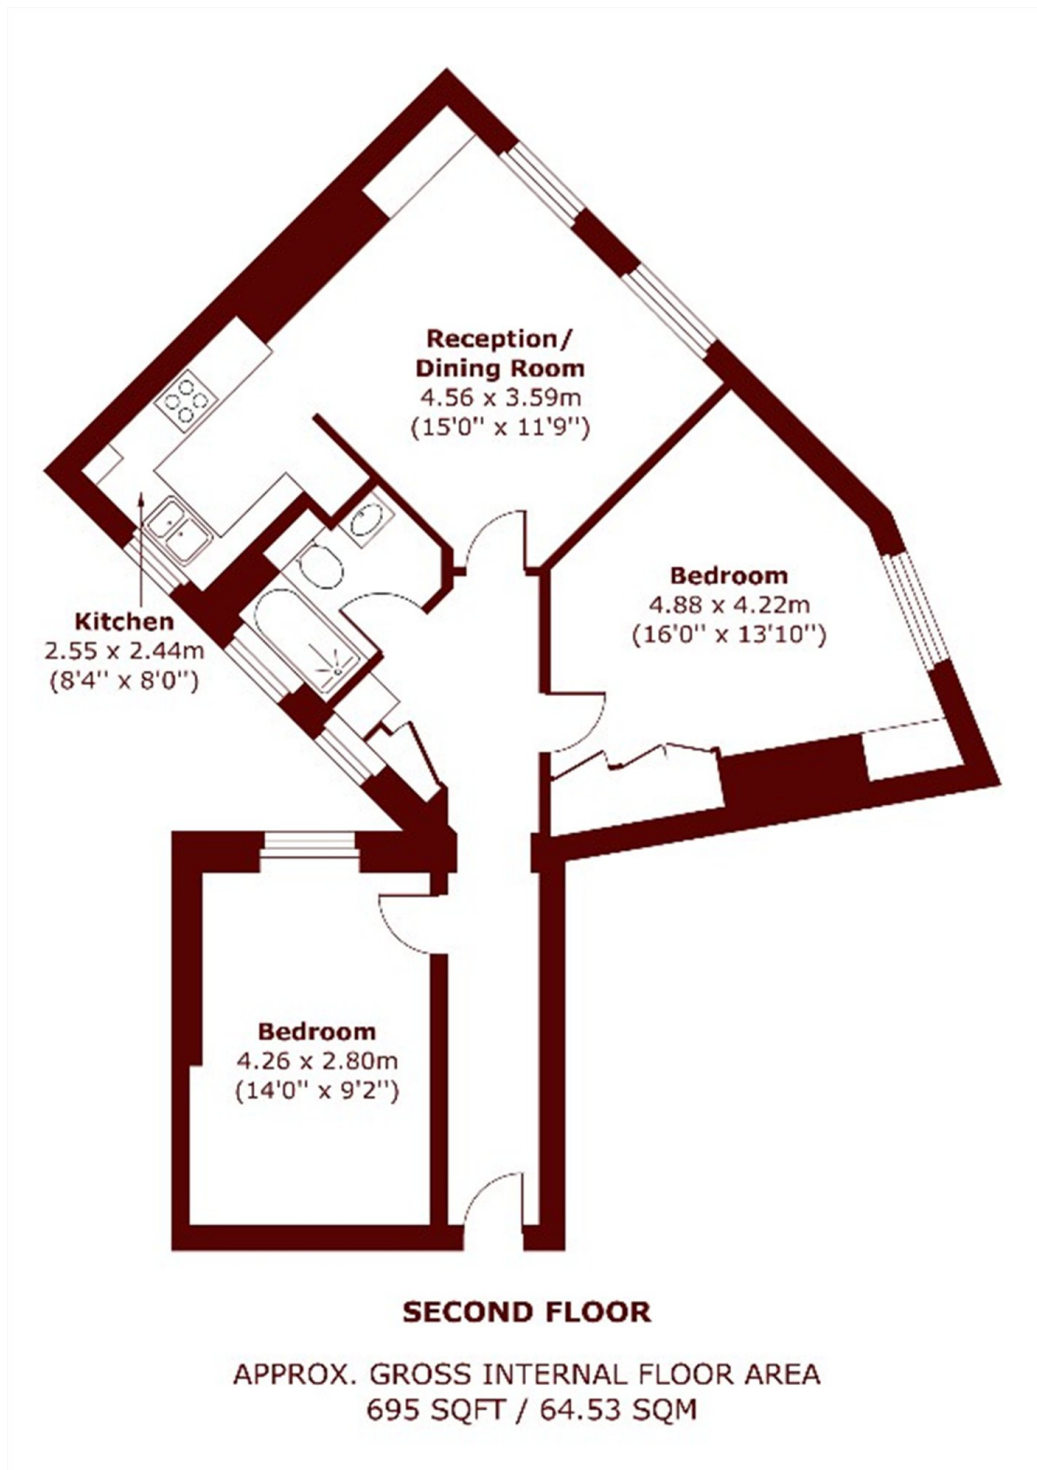 Reception/
Dining Room
4.56 x 3.59m
(15'0" x 11'9")
Bedroom
4.88 x 4.22m
(16'0" x 13'10")
Kitchen
2.55 x 2.44m
(8'4" x 8'0")
Bedroom
4.26 x 2.80m
(14'0" x 9'2")
SECOND FLOOR
APPROX. GROSS INTERNAL FLOOR AREA
695 SQFT / 64.53 SQM